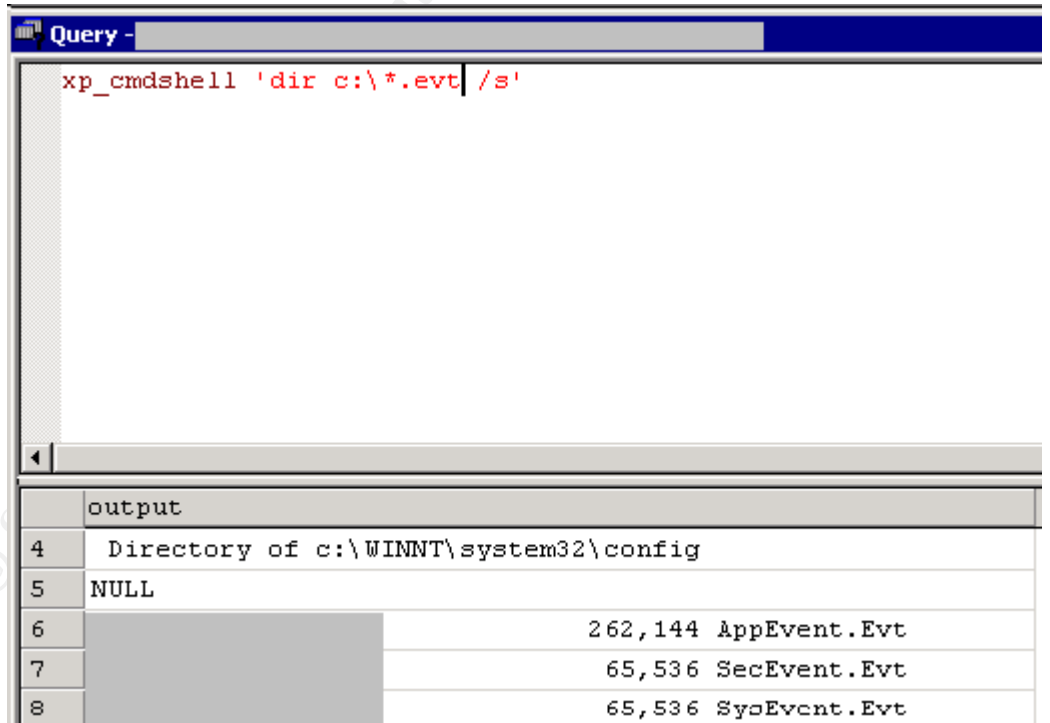 Query -
xp_cmdshell 'dir c:\*.evt /s'
output
4 Directory of c:\WINNT\system32\config
5 NULL
6 262,144 AppEvent.Evt
7 65,536 SecEvent.Evt
8 65,536 SysEvent.Evt